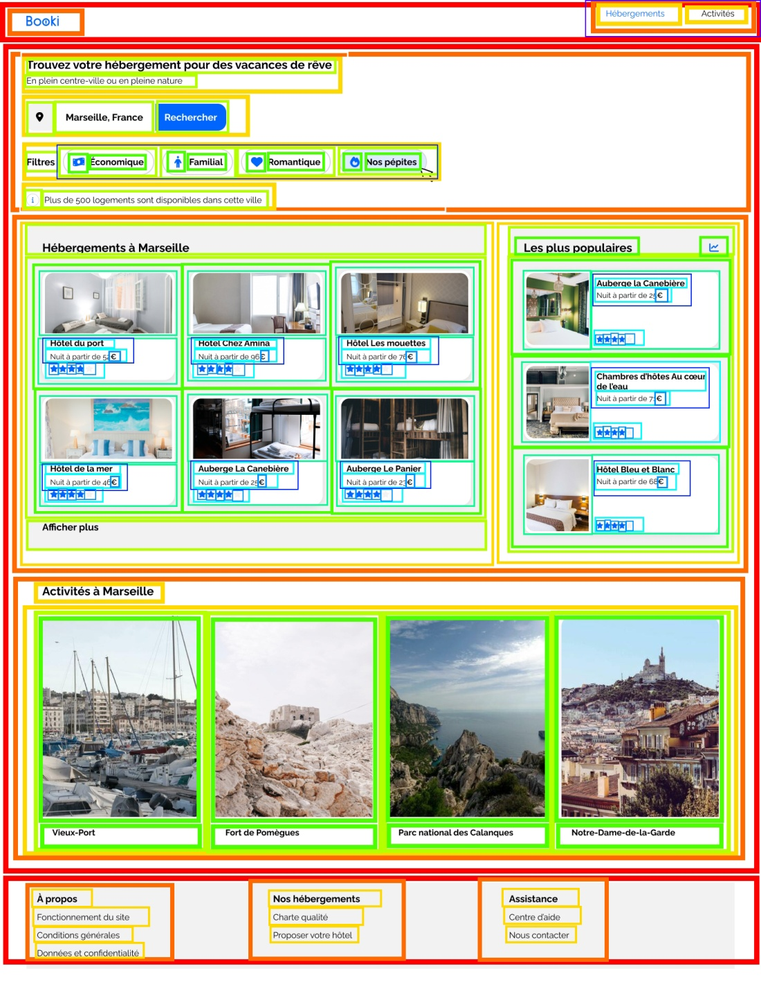 Booki
Hébergements
Activités
Trouvez votre hébergement pour des vacances de rêve
En plein centre-ville ou en pleine nature
Marseille, France
Rechercher
Filtres
Économique
Familial
Romantique
Nos pépites
Plus de 500 logements sont disponibles dans cette ville
Hébergements à Marseille
Hôtel du port
Nuit à partir de 52€
Hôtel Chez Amina
Nuit à partir de 96€
Hôtel Les mouettes
Nuit à partir de 76€
Hôtel de la mer
Nuit à partir de 46€
Auberge La Canebière
Nuit à partir de 25€
Auberge Le Panier
Nuit à partir de 23€
Afficher plus
Les plus populaires
Auberge la Canebière
Nuit à partir de 25€
Chambres d'hôtes Au cœur
de l'eau
Nuit à partir de €
Hôtel Bleu et Blanc
Nuit à partir de 68€
Activités à Marseille
Vieux-Port
Fort de Pomègues
Parc national des Calanques
Notre-Dame-de-la-Garde
À propos
Fonctionnement du site
Conditions générales
Données et confidentialité
Nos hébergements
Charte qualité
Proposer votre hôtel
Assistance
Centre d'aide
Nous contacter